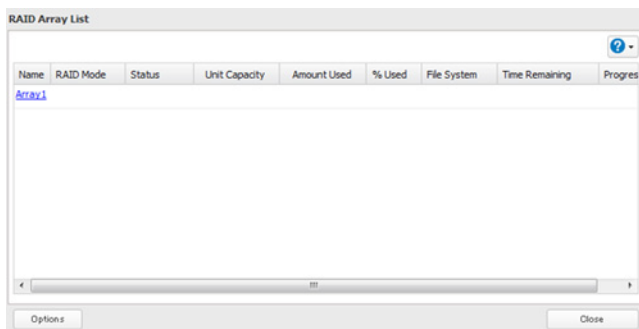 RAID Array List
?
Name RAID Mode Status Unit Capacity Amount Used % Used File System Time Remaining Progres
Array1
Options Close